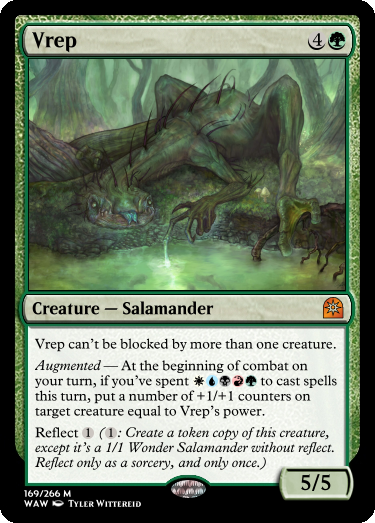 Vrep 4
Creature — Salamander
Vrep can't be blocked by more than one creature.
Augmented — At the beginning of combat on
your turn, if you've spent to cast spells
this turn, put a number of +1/+1 counters on
target creature equal to Vrep's power.
Reflect 1 (1: Create a token copy of this creature,
except it's a 1/1 Wonder Salamander without reflect.
Reflect only as a sorcery, and only once.)
5/5
169/266 M
WAW TYLER WITTEREID